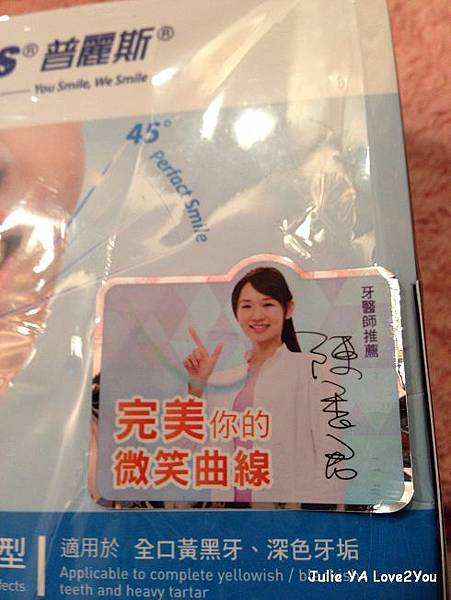 s® 普麗斯®
You Smile, We Smile
45°
Perfect Smile
牙醫師推薦
完美你的
微笑曲線
型
適用於 全口黃黑牙、深色牙垢
Applicable to complete yellowish /
teeth and heavy tartar
Julie YA Love2You